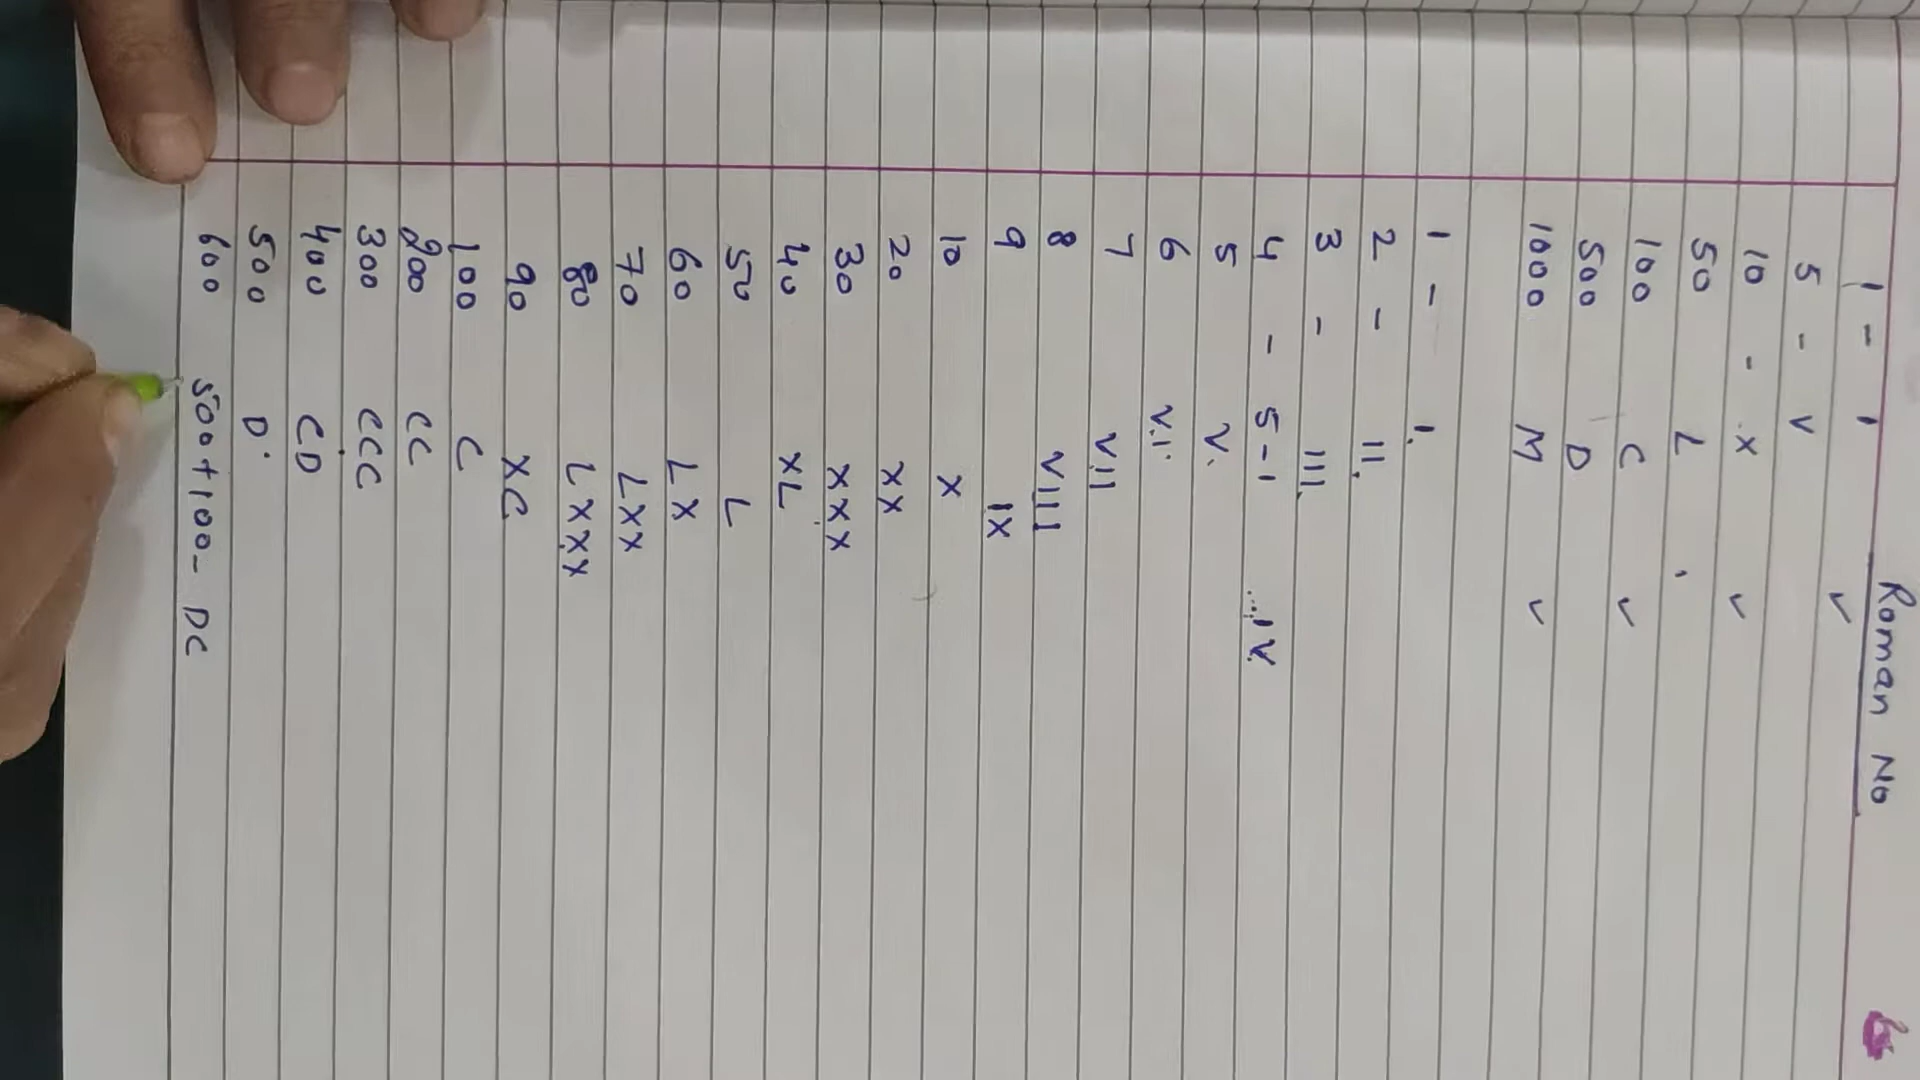 Roman No
1 - I
5 - V
10 - X
50 L
100 C
500 D
1000 M
1 - I.
2 - II.
3 - III.
4 - 5-1 ....IV.
5 V.
6 V.I
7 VII
8 VIII
9 IX
10 X
20 XX
30 XXX
40 XL
50 L
60 LX
70 LXX
80 LXXX
90 XC
100 C
200 CC
300 CCC
400 CD
500 D.
600 500+100- DC